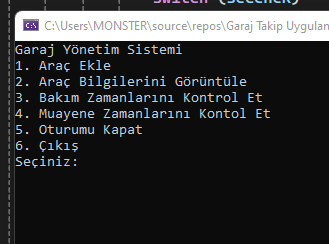 switch (secenek)
C:\Users\MONSTER\source\repos\Garaj Takip Uygulan
Garaj Yönetim Sistemi
1. Araç Ekle
2. Araç Bilgilerini Görüntüle
3. Bakım Zamanlarını Kontrol Et
4. Muayene Zamanlarını Kontol Et
5. Oturumu Kapat
6. Çıkış
Seçiniz: